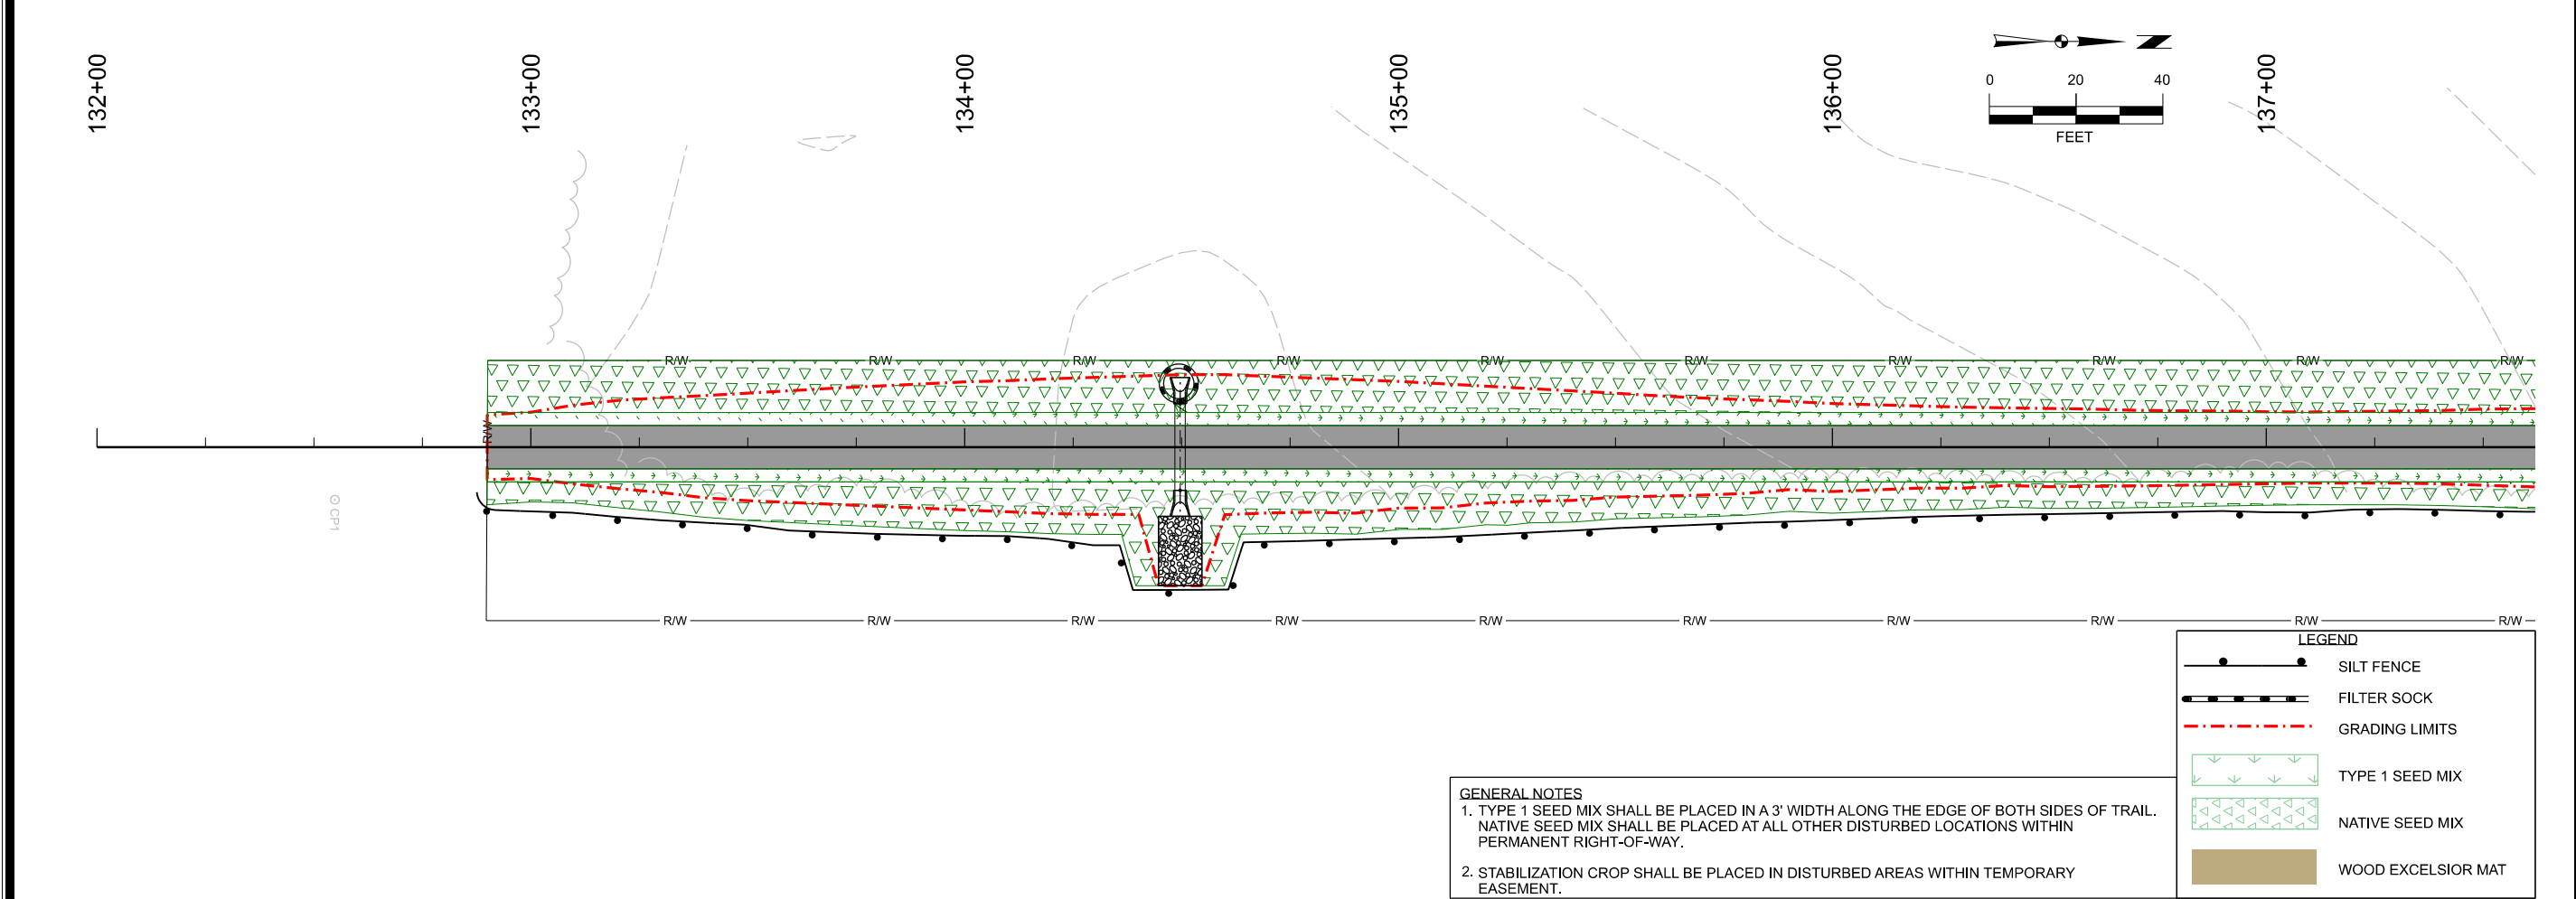 132+00
133+00
134+00
135+00
136+00
137+00
N
0 20 40
FEET
R/W R/W R/W R/W R/W R/W R/W R/W R/W R/W
R/W
CP1
R/W R/W R/W R/W R/W R/W R/W R/W R/W R/W
LEGEND
SILT FENCE
FILTER SOCK
GRADING LIMITS
TYPE 1 SEED MIX
NATIVE SEED MIX
WOOD EXCELSIOR MAT
GENERAL NOTES
1. TYPE 1 SEED MIX SHALL BE PLACED IN A 3' WIDTH ALONG THE EDGE OF BOTH SIDES OF TRAIL.
NATIVE SEED MIX SHALL BE PLACED AT ALL OTHER DISTURBED LOCATIONS WITHIN
PERMANENT RIGHT-OF-WAY.
2. STABILIZATION CROP SHALL BE PLACED IN DISTURBED AREAS WITHIN TEMPORARY
EASEMENT.